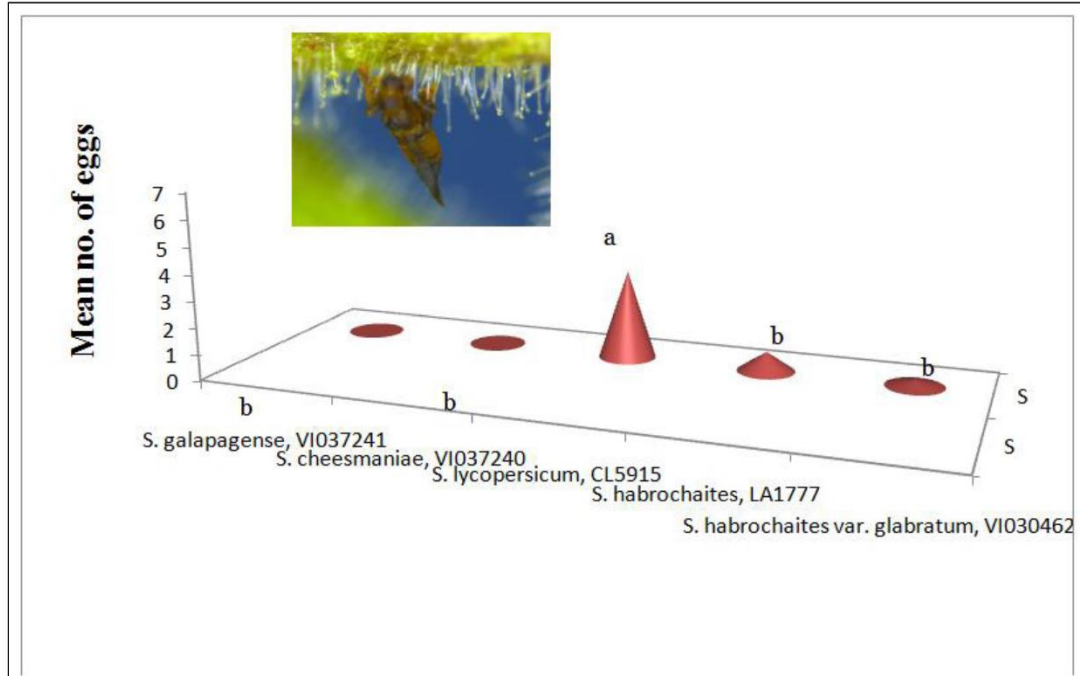 Mean no. of eggs
7
6
5
4
3
2
1
0
a
b
b
b
b
S
S
S. galapagense, VI037241
S. cheesmaniae, VI037240
S. lycopersicum, CL5915
S. habrochaites, LA1777
S. habrochaites var. glabratum, VI030462